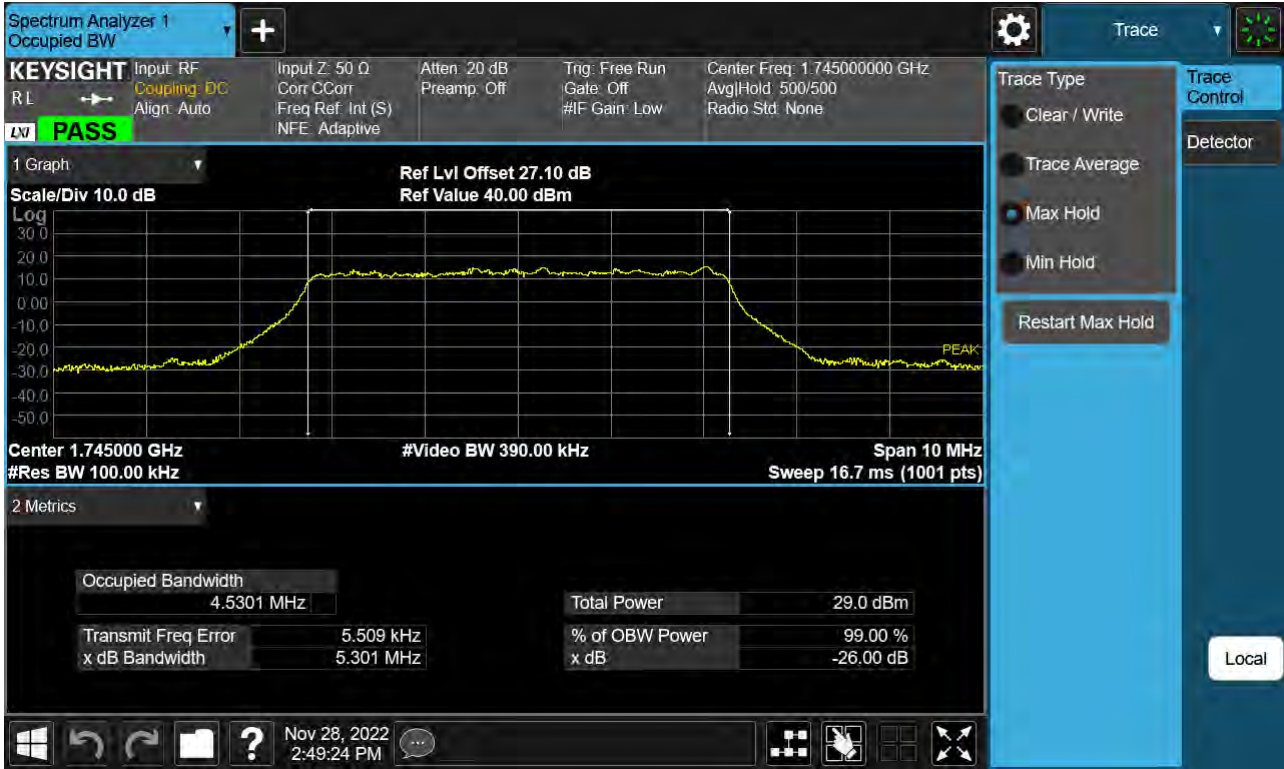 Spectrum Analyzer 1
Occupied BW
Trace
KEYSIGHT
RL
LXI
PASS
Input: RF
Coupling: DC
Align: Auto
Input Z: 50 Ω
Corr CCorr
Freq Ref: Int (S)
NFE: Adaptive
Atten: 20 dB
Preamp: Off
Trig: Free Run
Gate: Off
#IF Gain: Low
Center Freq: 1.745000000 GHz
Avg|Hold: 500/500
Radio Std: None
1 Graph
Scale/Div 10.0 dB
Ref Lvl Offset 27.10 dB
Ref Value 40.00 dBm
Log
30.0
20.0
10.0
0.00
-10.0
-20.0
-30.0
-40.0
-50.0
PEAK
Center 1.745000 GHz
#Video BW 390.00 kHz
Span 10 MHz
#Res BW 100.00 kHz
Sweep 16.7 ms (1001 pts)
2 Metrics
Occupied Bandwidth
4.5301 MHz
Total Power 29.0 dBm
Transmit Freq Error 5.509 kHz
% of OBW Power 99.00 %
x dB Bandwidth 5.301 MHz
x dB -26.00 dB
Nov 28, 2022
2:49:24 PM
Trace Type
Clear / Write
Trace Average
Max Hold
Min Hold
Restart Max Hold
Trace
Control
Detector
Local